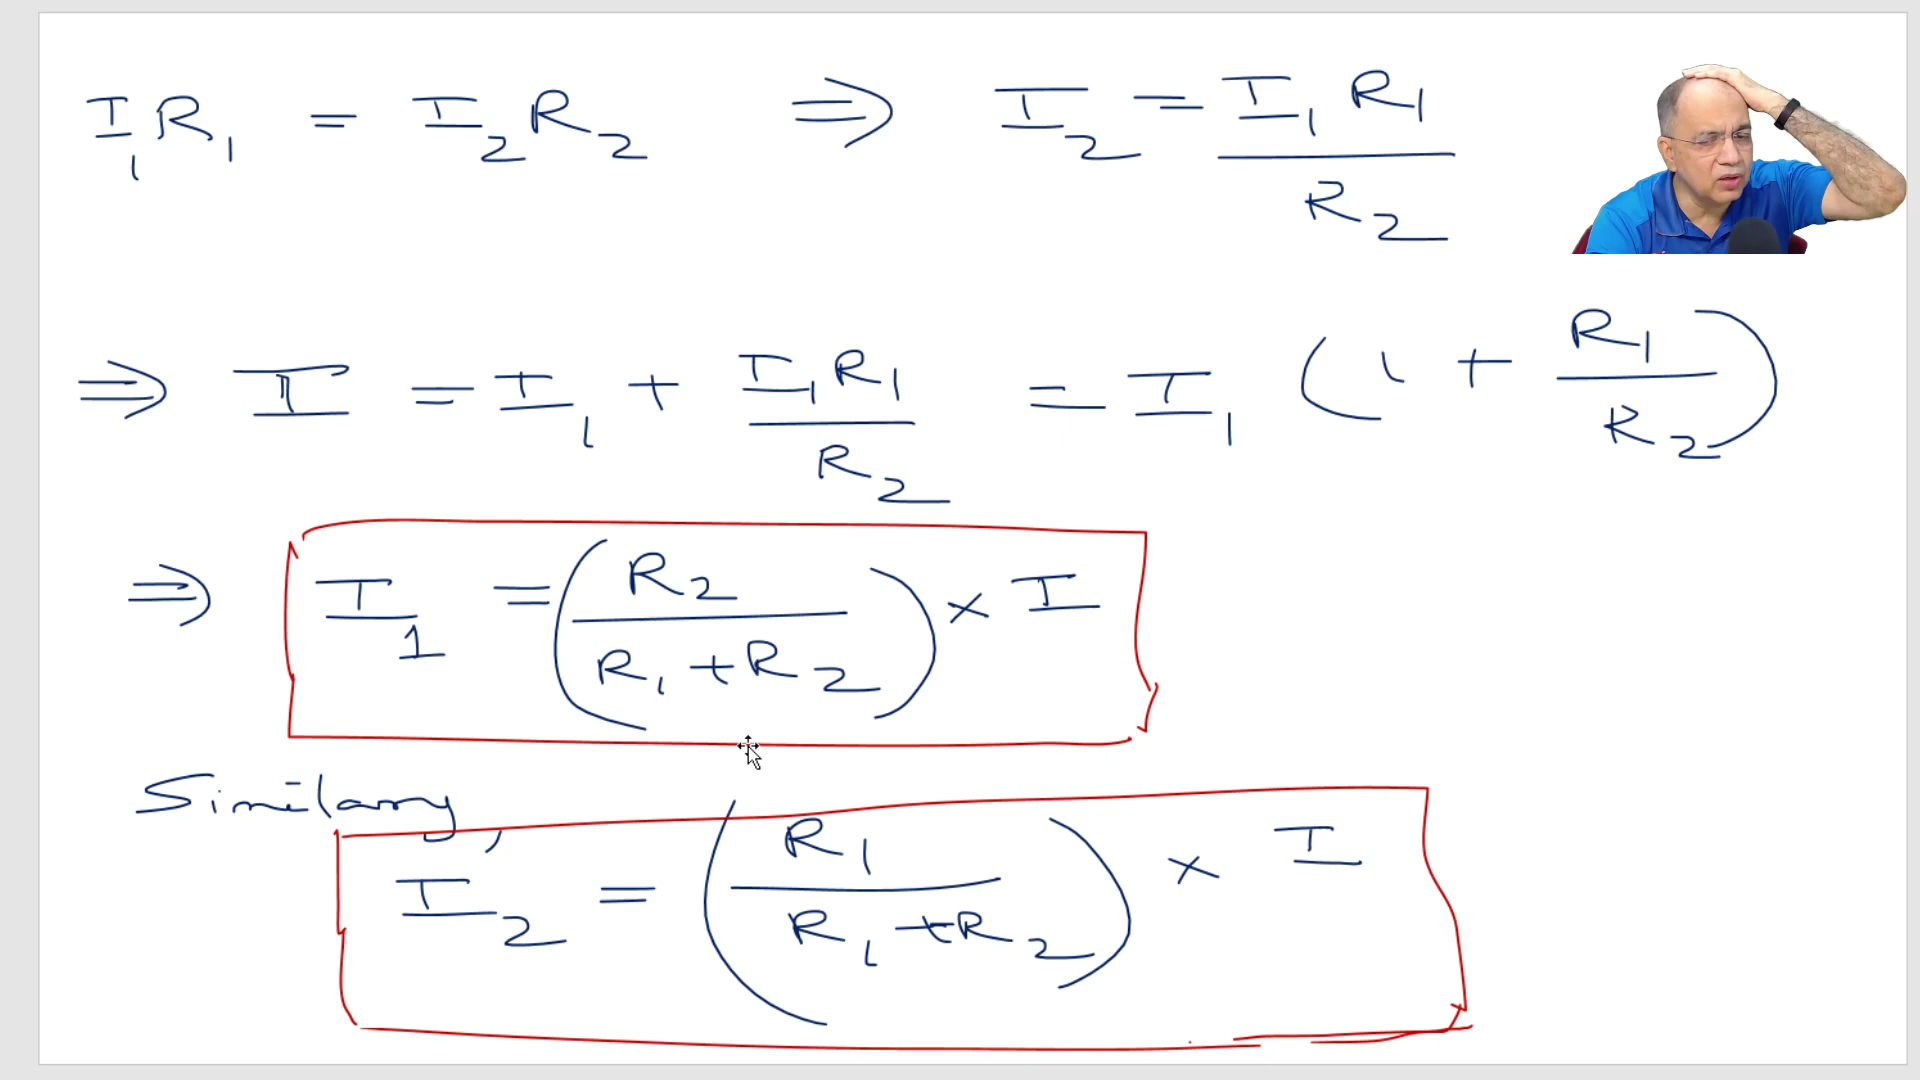 I₁R₁ = I₂R₂ ⇒ I₂ = I₁R₁/R₂
⇒ I = I₁ + I₁R₁/R₂ = I₁ (1 + R₁/R₂)
⇒ I₁ = (R₂/(R₁+R₂)) × I
Similarry,
I₂ = (R₁/(R₁+R₂)) × I